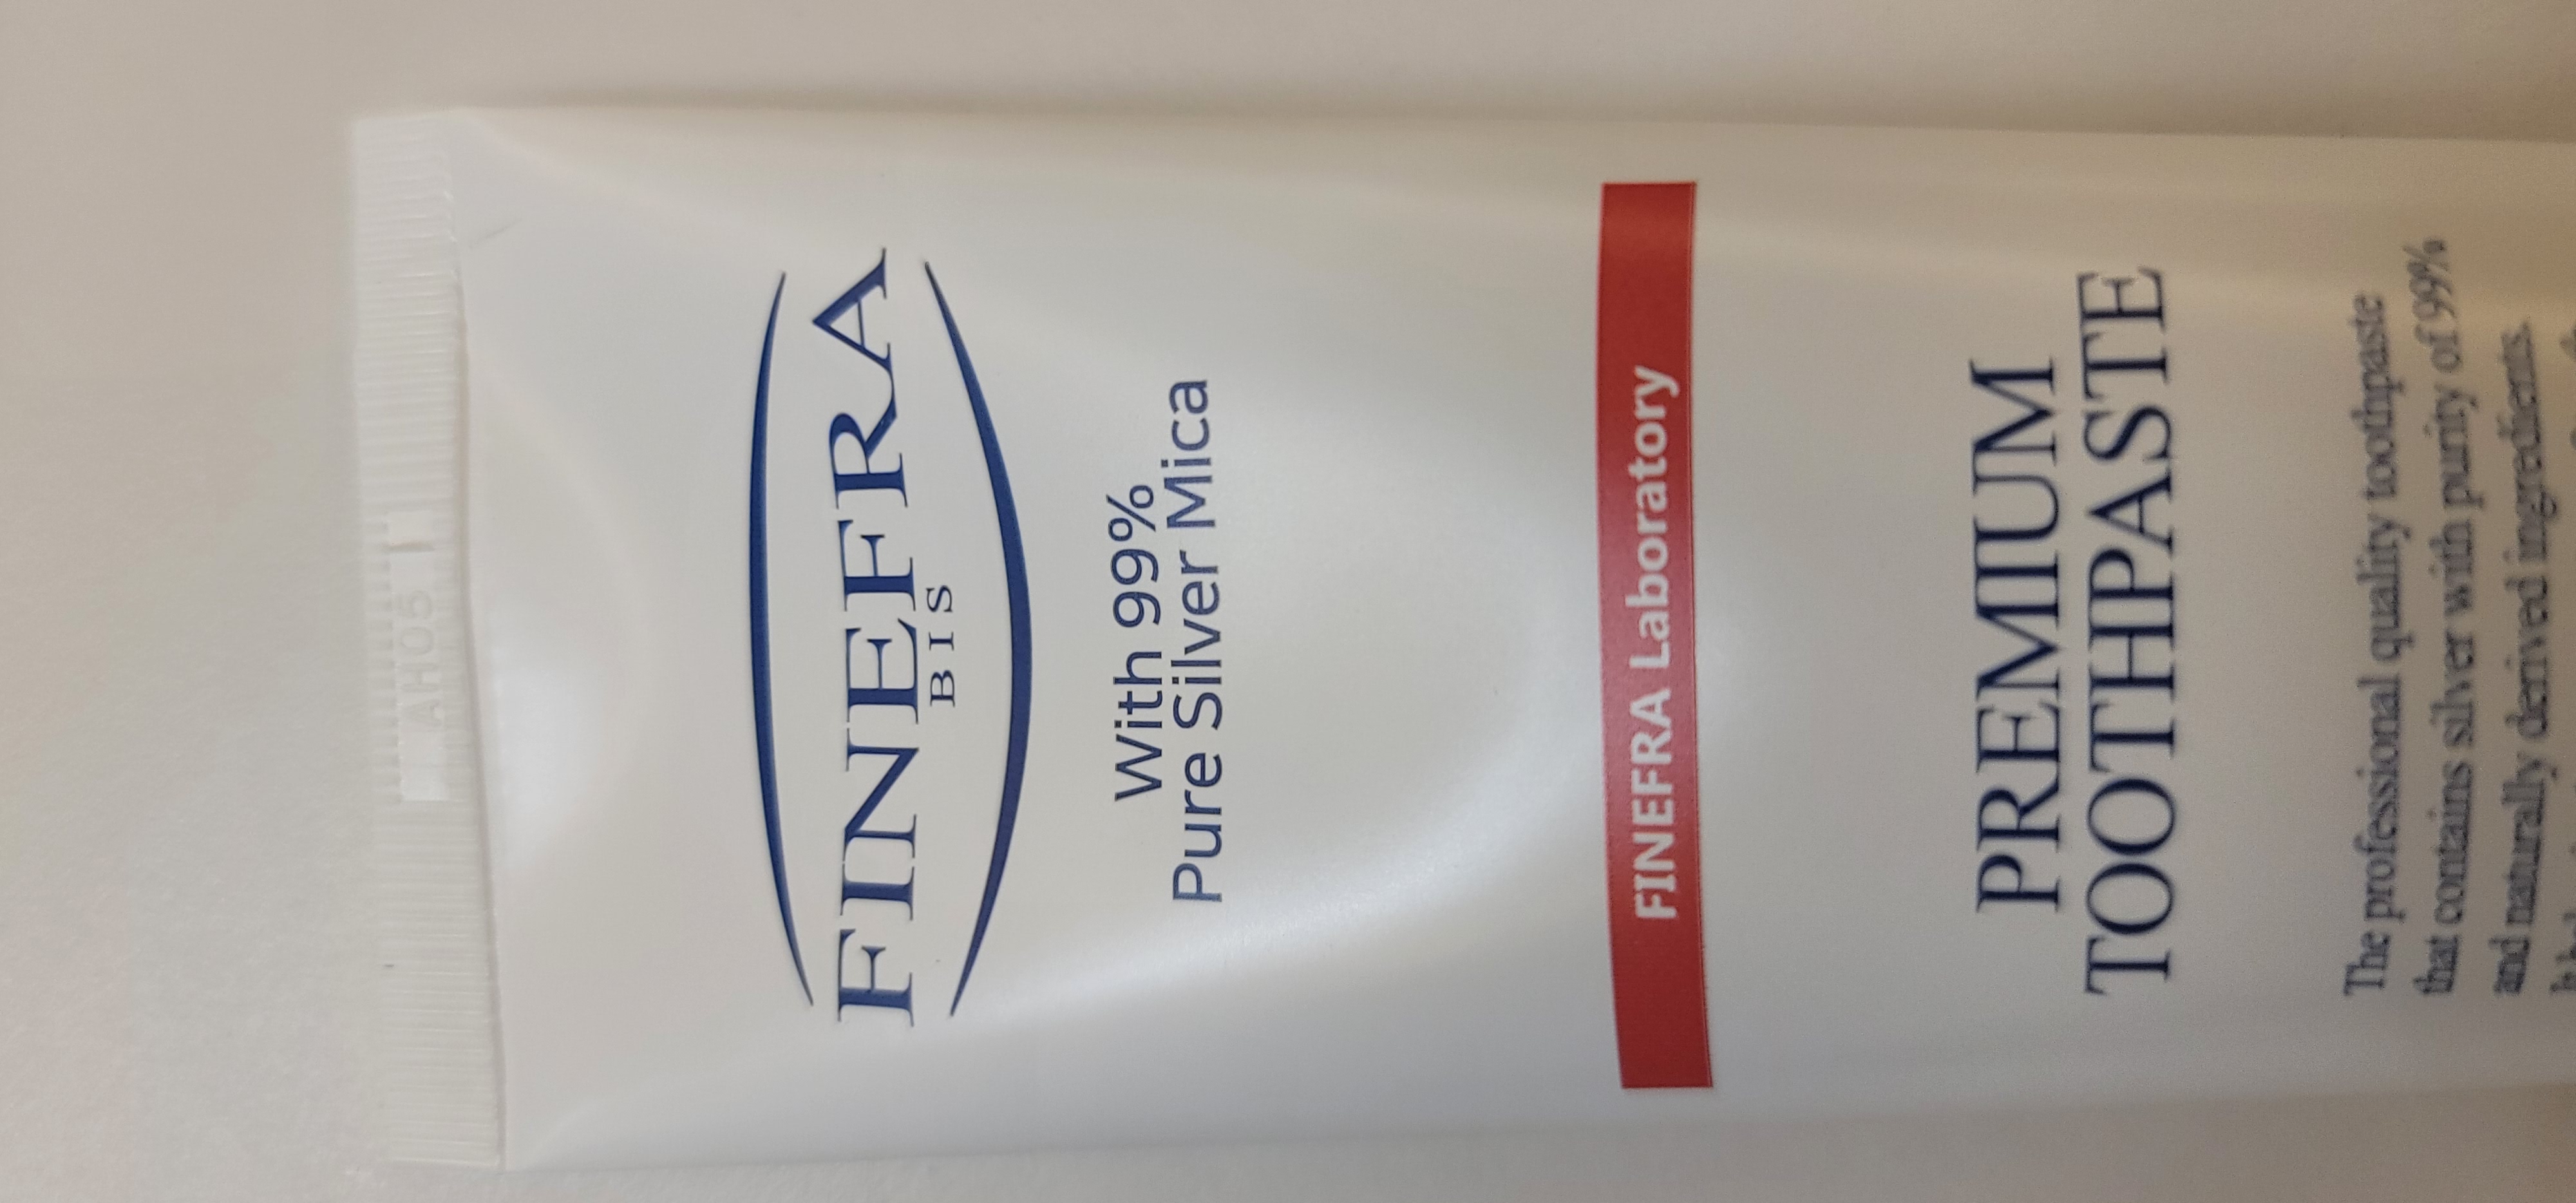 AH05
FINEFRA
BIS
With 99%
Pure Silver Mica
FINEFRA Laboratory
PREMIUM
TOOTHPASTE
The professional quality toothpaste
that contains silver with purity of 99%
and naturally derived ingredients.